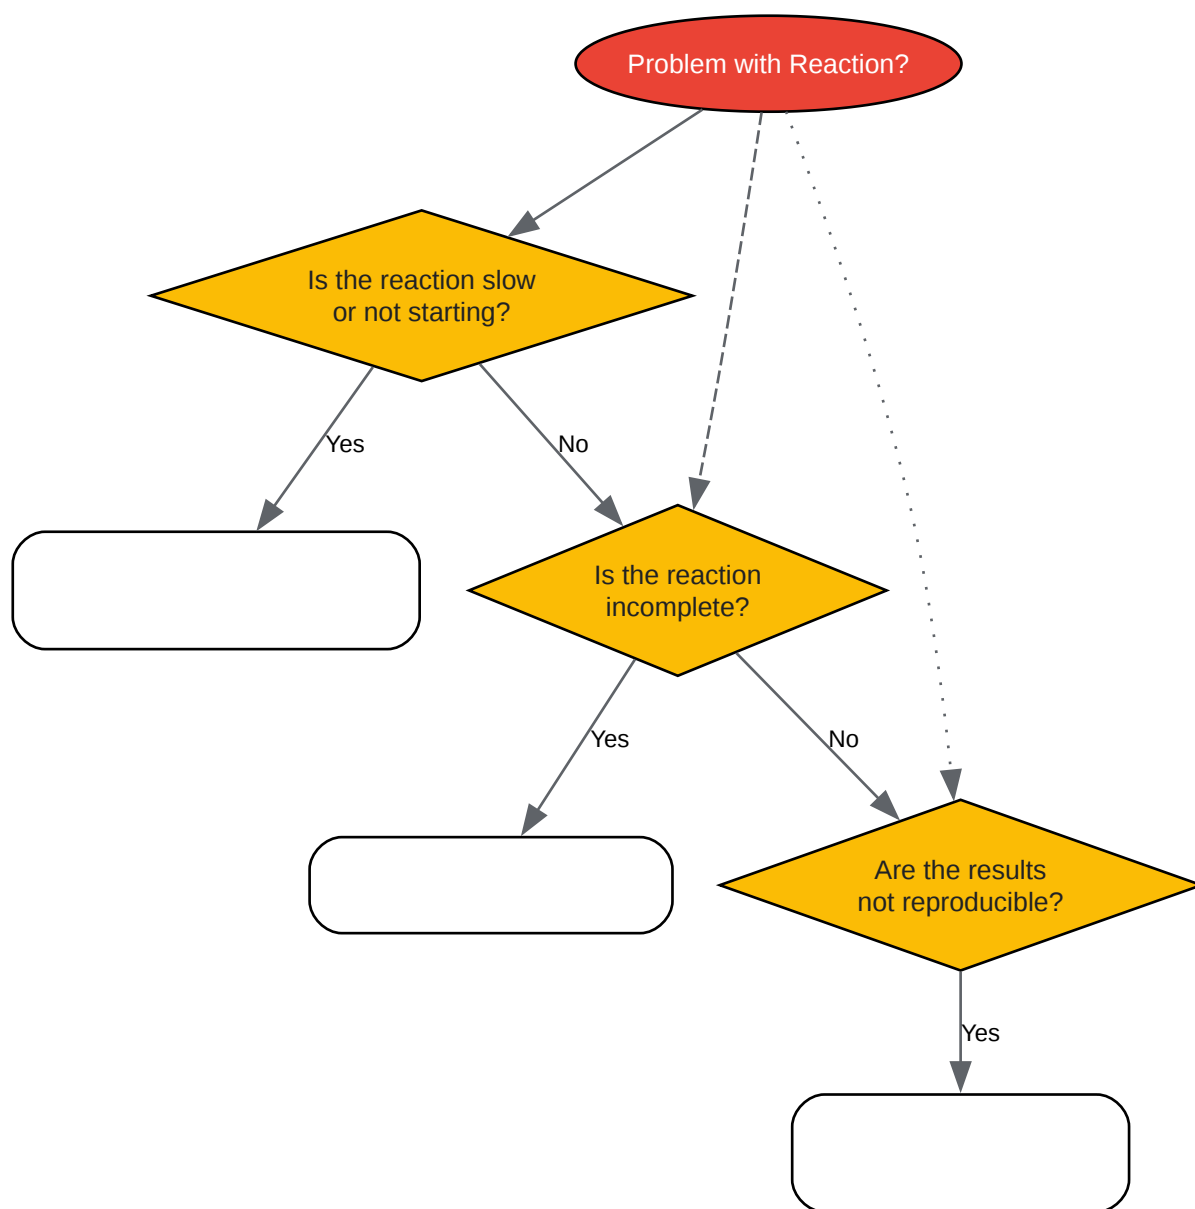 Problem with Reaction?
Is the reaction slow
or not starting?
Yes
No
Is the reaction
incomplete?
Yes
No
Are the results
not reproducible?
Yes